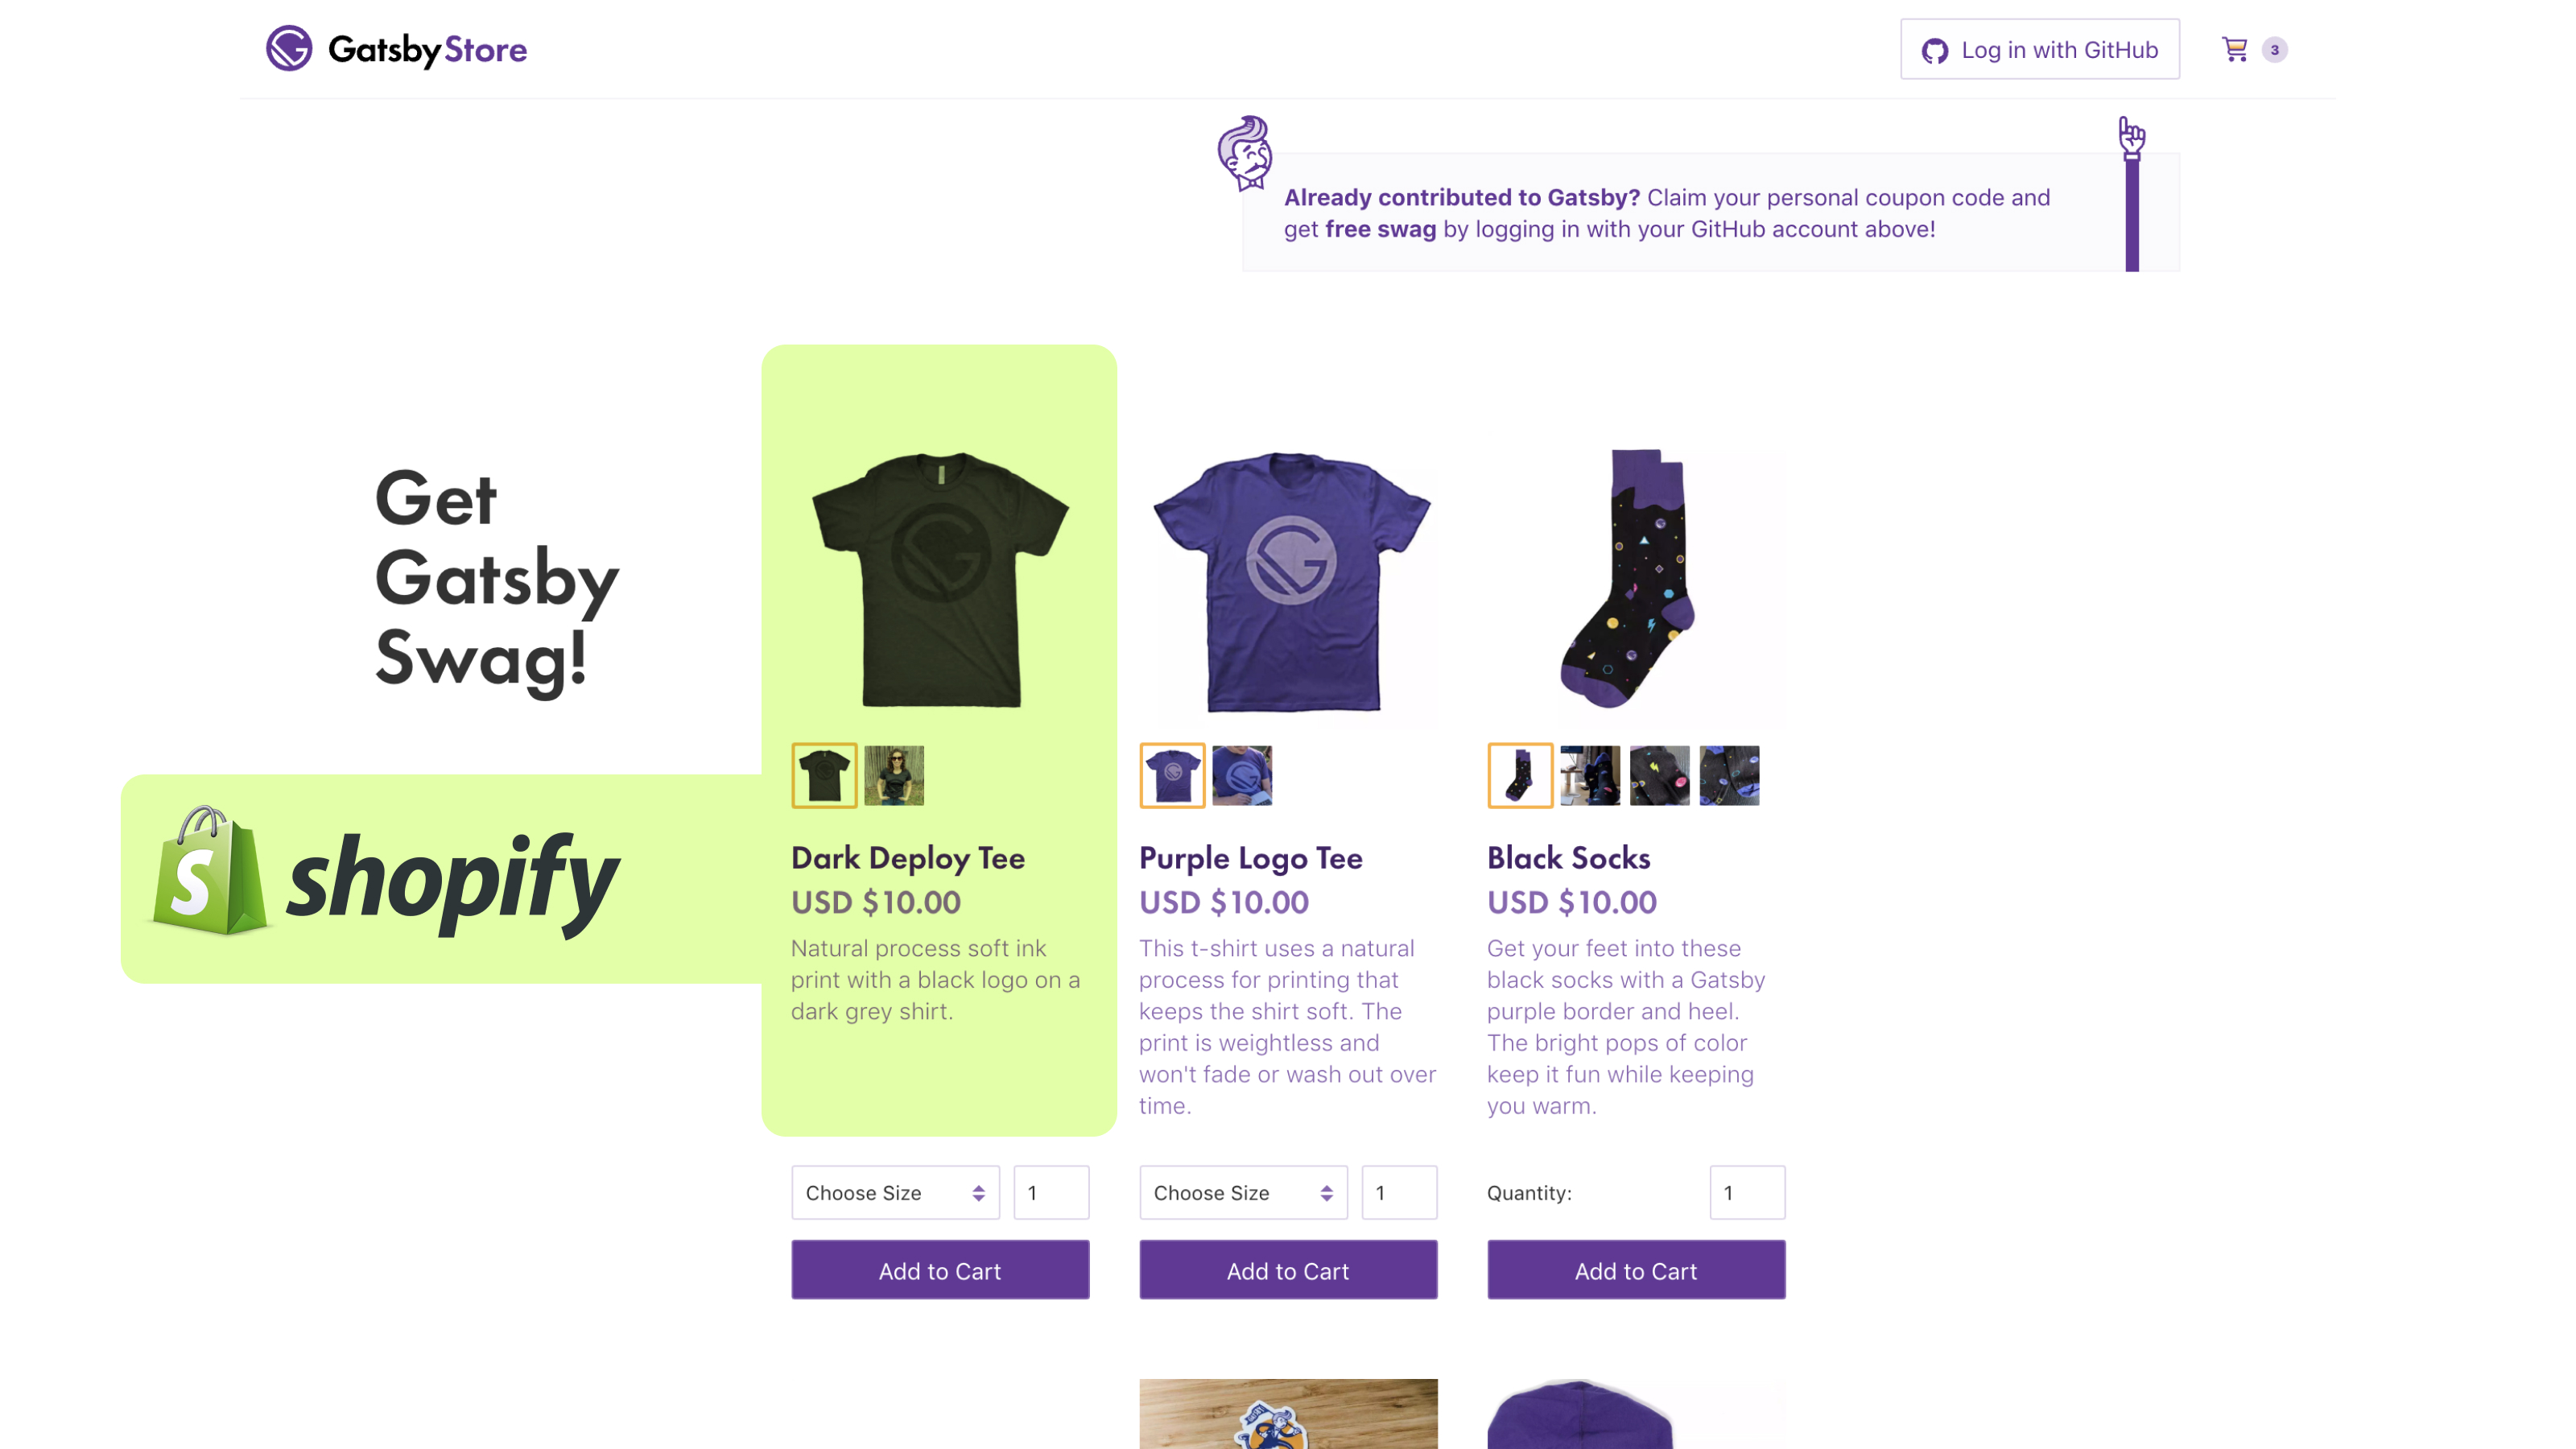 Gatsby Store
Log in with GitHub
3
Already contributed to Gatsby? Claim your personal coupon code and
get free swag by logging in with your GitHub account above!
Get
Gatsby
Swag!
shopify
Dark Deploy Tee
USD $10.00
Natural process soft ink
print with a black logo on a
dark grey shirt.
Choose Size
1
Add to Cart
Purple Logo Tee
USD $10.00
This t-shirt uses a natural
process for printing that
keeps the shirt soft. The
print is weightless and
won't fade or wash out over
time.
Choose Size
1
Add to Cart
Black Socks
USD $10.00
Get your feet into these
black socks with a Gatsby
purple border and heel.
The bright pops of color
keep it fun while keeping
you warm.
Quantity:
1
Add to Cart